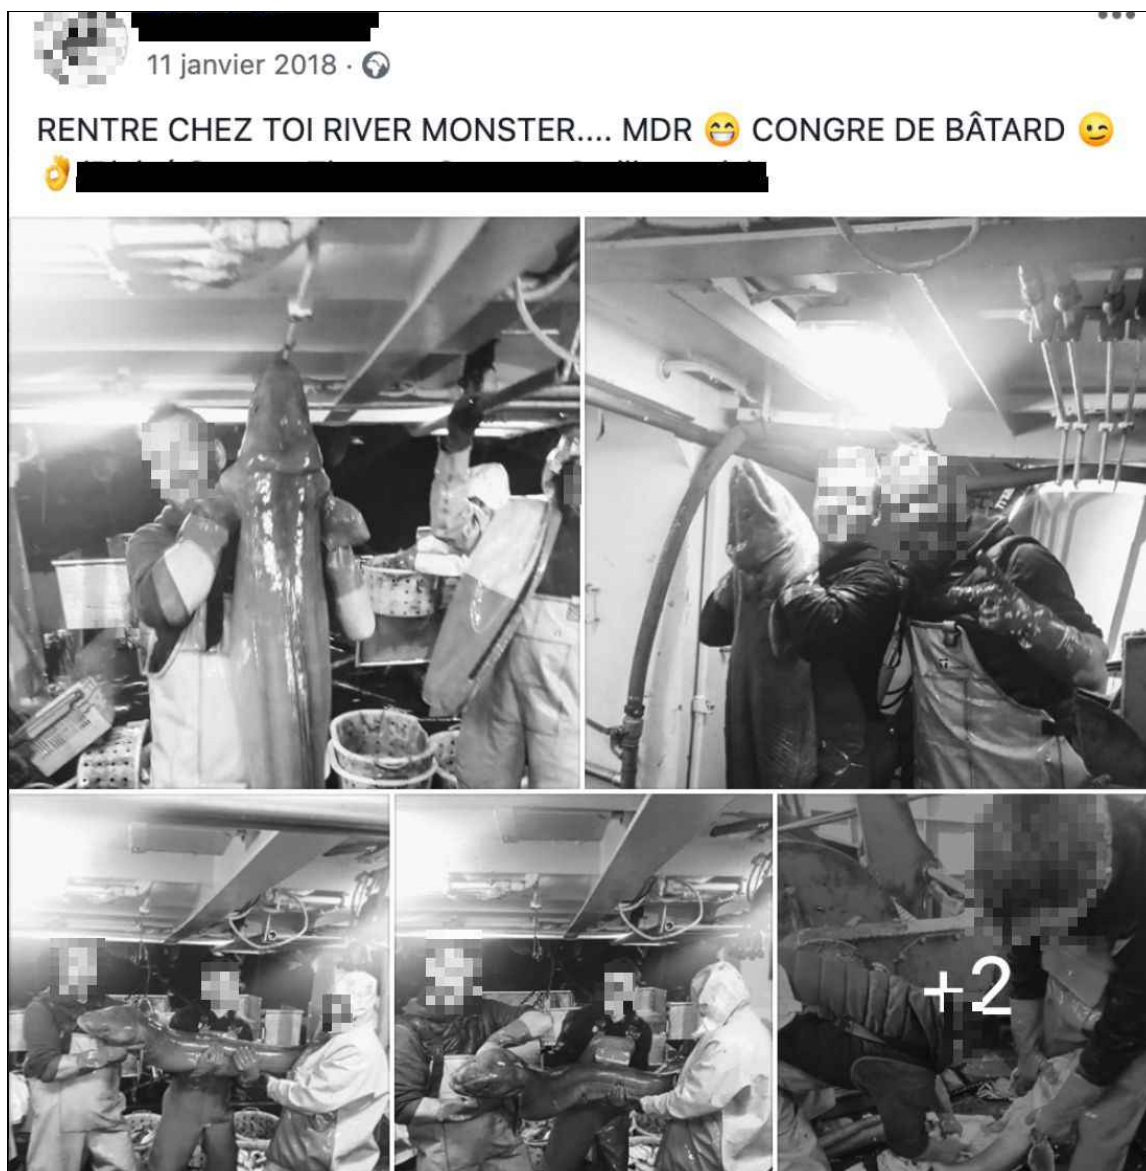 11 janvier 2018 ·
RENTRE CHEZ TOI RIVER MONSTER.... MDR 😁 CONGRE DE BÂTARD 😉
👌
+2